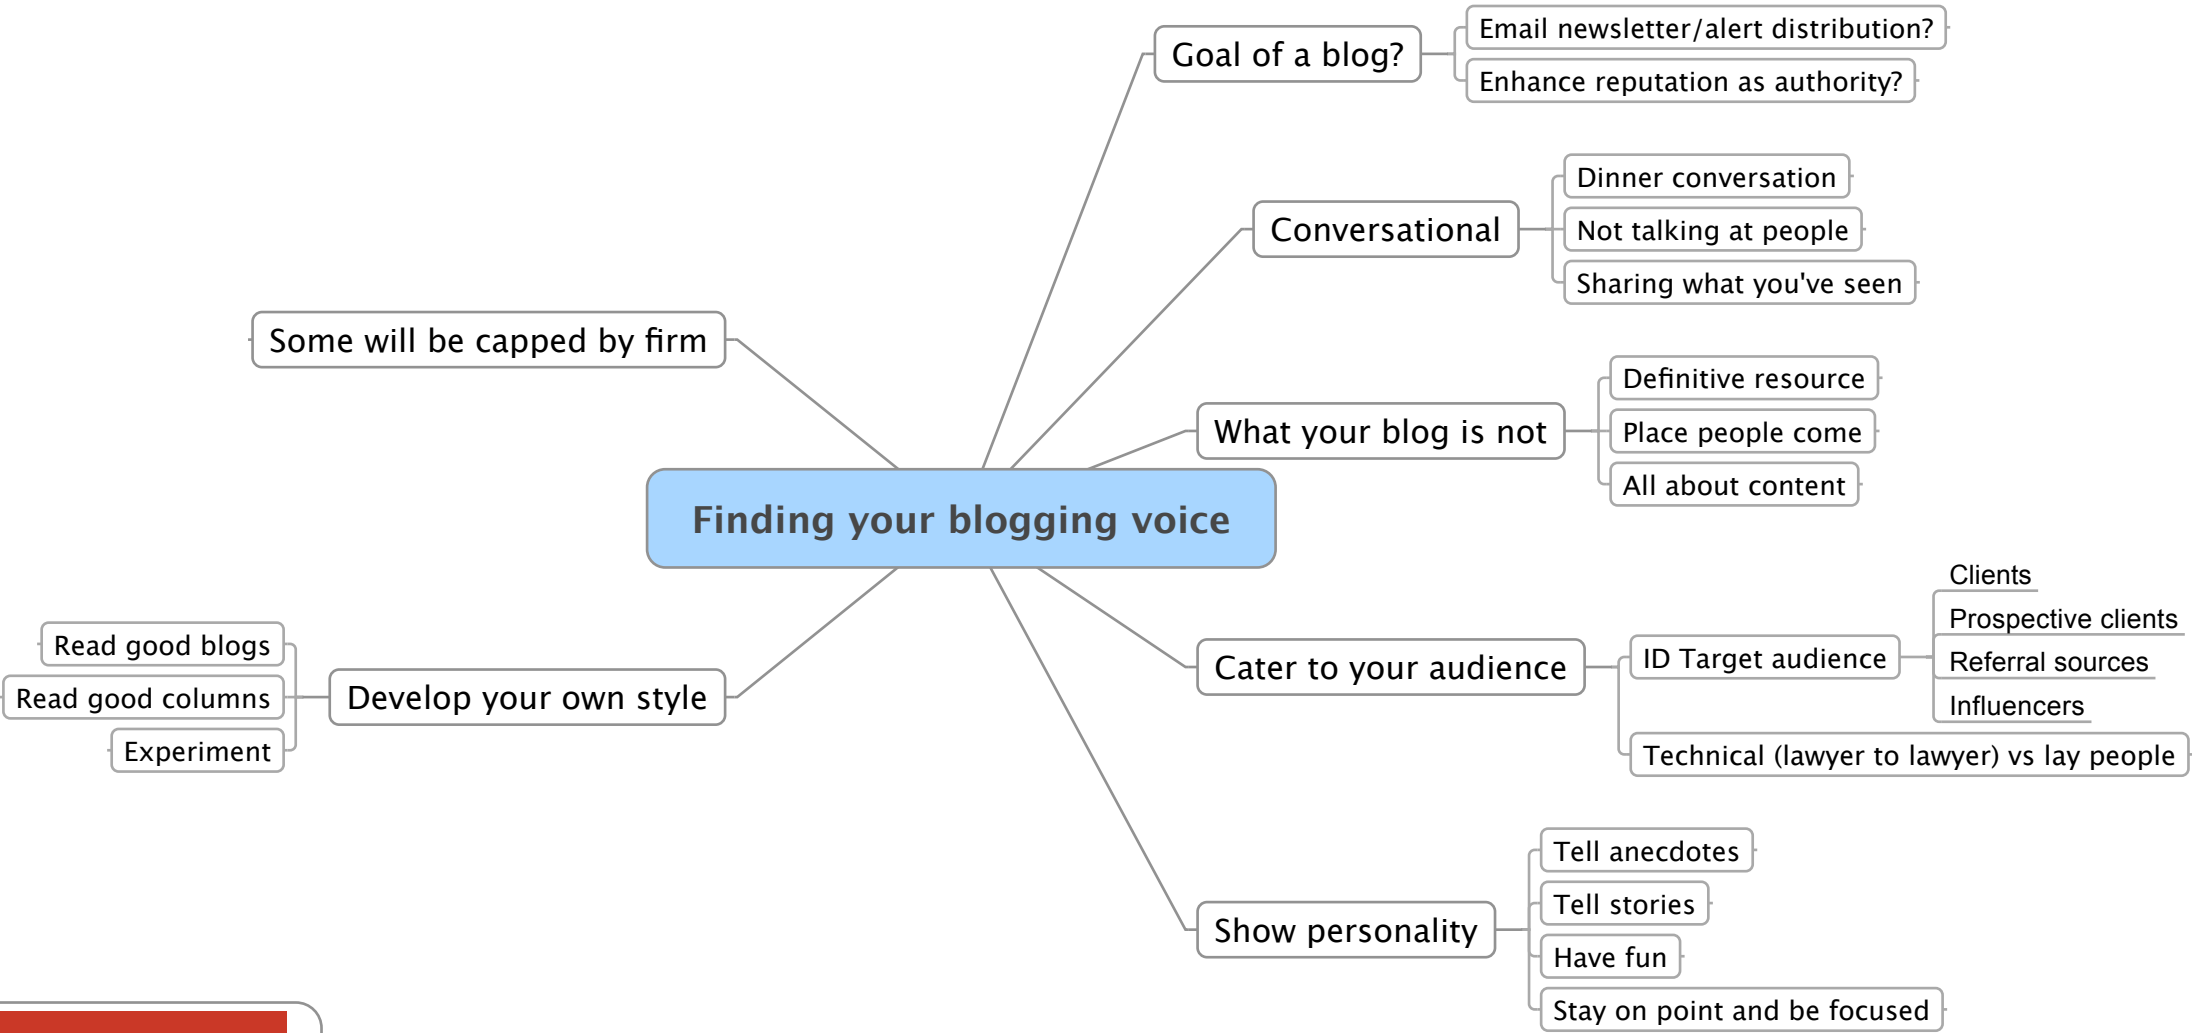 Goal of a blog?
Email newsletter/alert distribution?
Enhance reputation as authority?
Conversational
Dinner conversation
Not talking at people
Sharing what you've seen
Some will be capped by firm
What your blog is not
Definitive resource
Place people come
All about content
Finding your blogging voice
Cater to your audience
ID Target audience
Clients
Prospective clients
Referral sources
Influencers
Technical (lawyer to lawyer) vs lay people
Read good blogs
Read good columns
Experiment
Develop your own style
Show personality
Tell anecdotes
Tell stories
Have fun
Stay on point and be focused